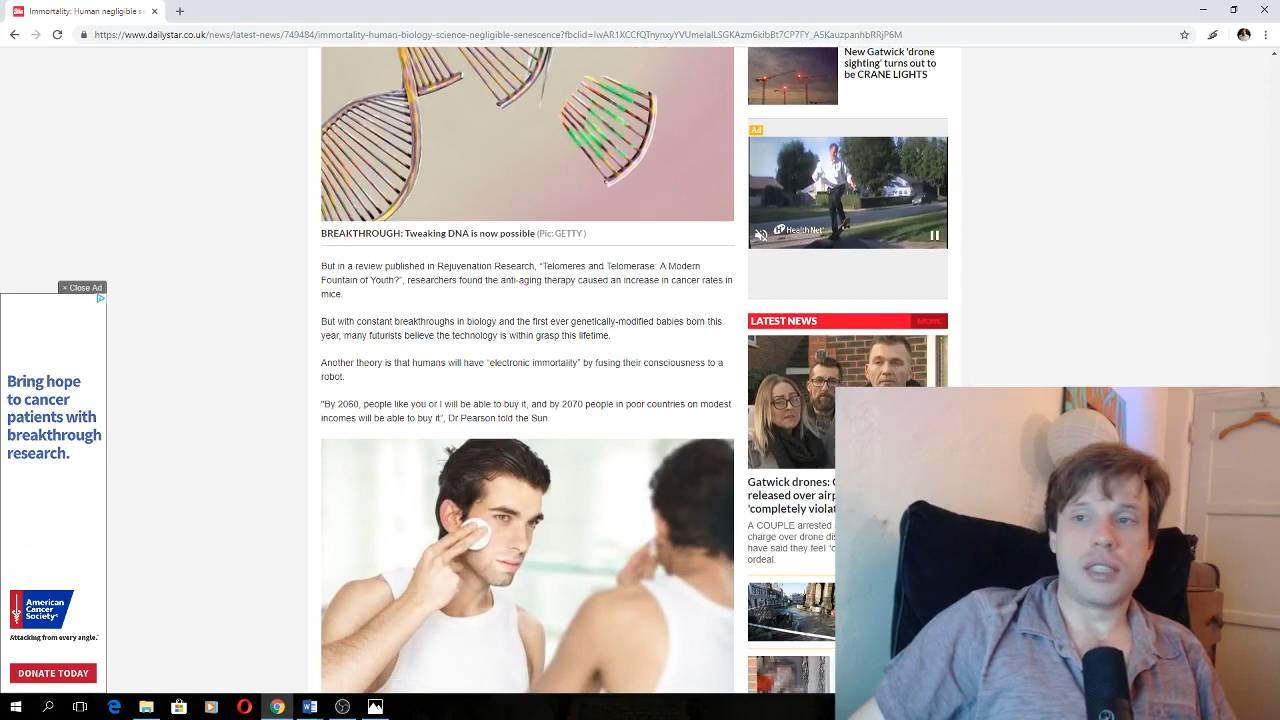 Immortality: Human negligible se
https://www.dailystar.co.uk/news/latest-news/749484/immortality-human-biology-science-negligible-senescence?fbclid=IwAR1XCCfQTnynxyYVUmeIaILSGKAzm6kibBt7CP7FY_A5KauzpanhbRRjP6M
New Gatwick 'drone
sighting' turns out to
be CRANE LIGHTS
Ad
Health Net
BREAKTHROUGH: Tweaking DNA is now possible (Pic: GETTY )
But in a review published in Rejuvenation Research, “Telomeres and Telomerase: A Modern
Fountain of Youth?”, researchers found the anti-aging therapy caused an increase in cancer rates in
mice.
But with constant breakthroughs in biology and the first ever genetically-modified babies born this
year, many futurists believe the technology is within grasp this lifetime.
Another theory is that humans will have “electronic immortality” by fusing their consciousness to a
robot.
"By 2060, people like you or I will be able to buy it, and by 2070 people in poor countries on modest
incomes will be able to buy it”, Dr Pearson told the Sun.
LATEST NEWS
Gatwick drones: C
released over airp
'completely violat
A COUPLE arrested
charge over drone dis
have said they feel "c
ordeal.
× Close Ad
Bring hope
to cancer
patients with
breakthrough
research.
American
Cancer
Society
Attacking from every angle.
DONATE TODAY